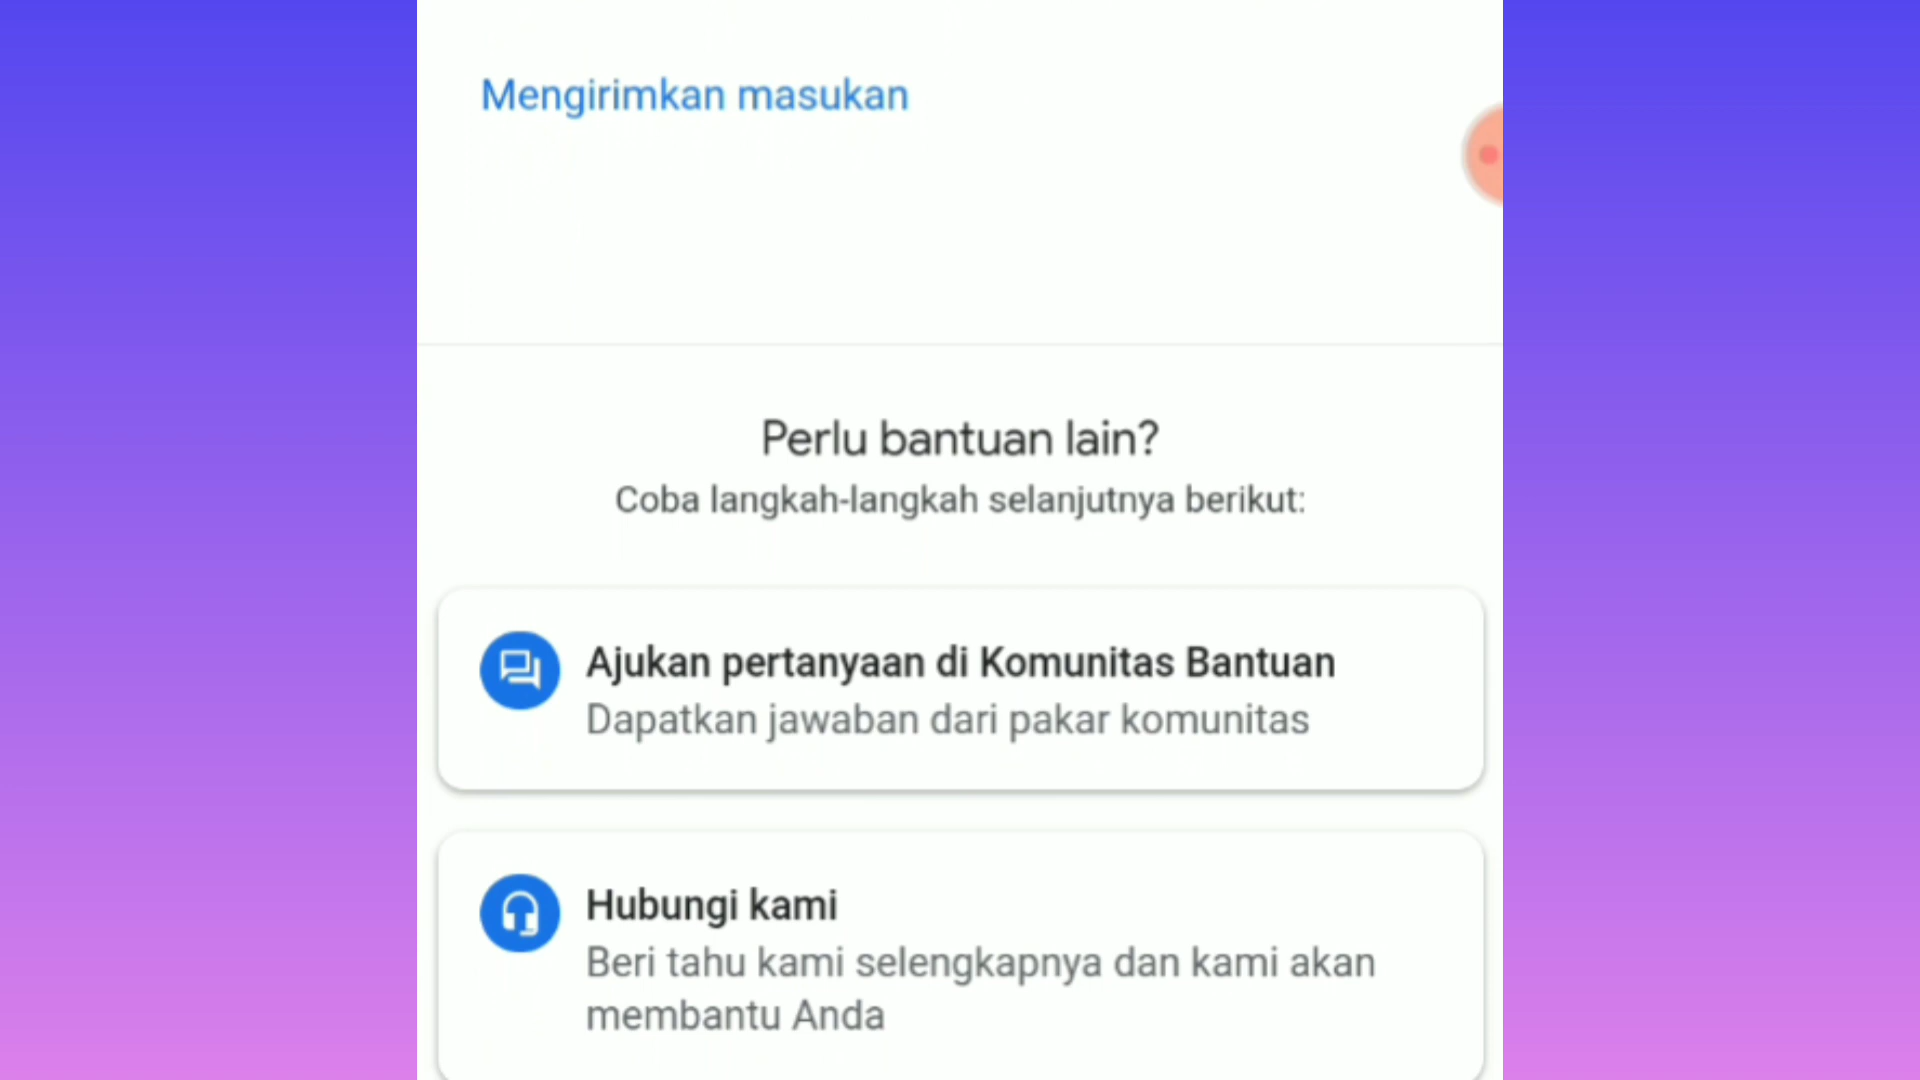 Mengirimkan masukan
Perlu bantuan lain?
Coba langkah-langkah selanjutnya berikut:
Ajukan pertanyaan di Komunitas Bantuan
Dapatkan jawaban dari pakar komunitas
Hubungi kami
Beri tahu kami selengkapnya dan kami akan
membantu Anda